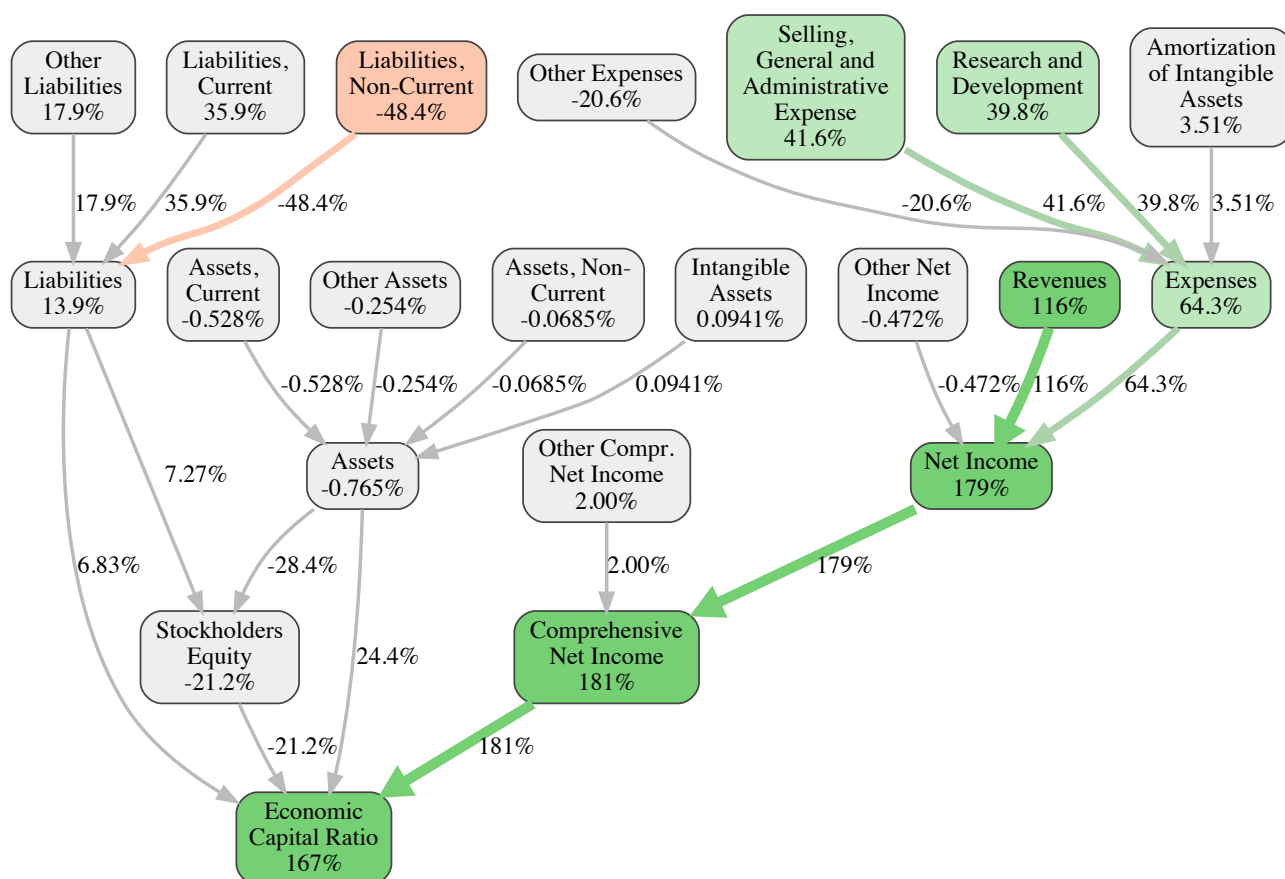 Other
Liabilities
17.9%
Liabilities,
Current
35.9%
Liabilities,
Non-Current
-48.4%
Other Expenses
-20.6%
Selling,
General and
Administrative
Expense
41.6%
Research and
Development
39.8%
Amortization
of Intangible
Assets
3.51%
17.9%
35.9%
-48.4%
-20.6%
41.6%
39.8%
3.51%
Liabilities
13.9%
Assets,
Current
-0.528%
Other Assets
-0.254%
Assets, Non-
Current
-0.0685%
Intangible
Assets
0.0941%
Other Net
Income
-0.472%
Revenues
116%
Expenses
64.3%
-0.528%
-0.254%
-0.0685%
0.0941%
-0.472%
116%
64.3%
Assets
-0.765%
Other Compr.
Net Income
2.00%
Net Income
179%
7.27%
6.83%
-28.4%
2.00%
179%
Stockholders
Equity
-21.2%
24.4%
Comprehensive
Net Income
181%
-21.2%
181%
Economic
Capital Ratio
167%